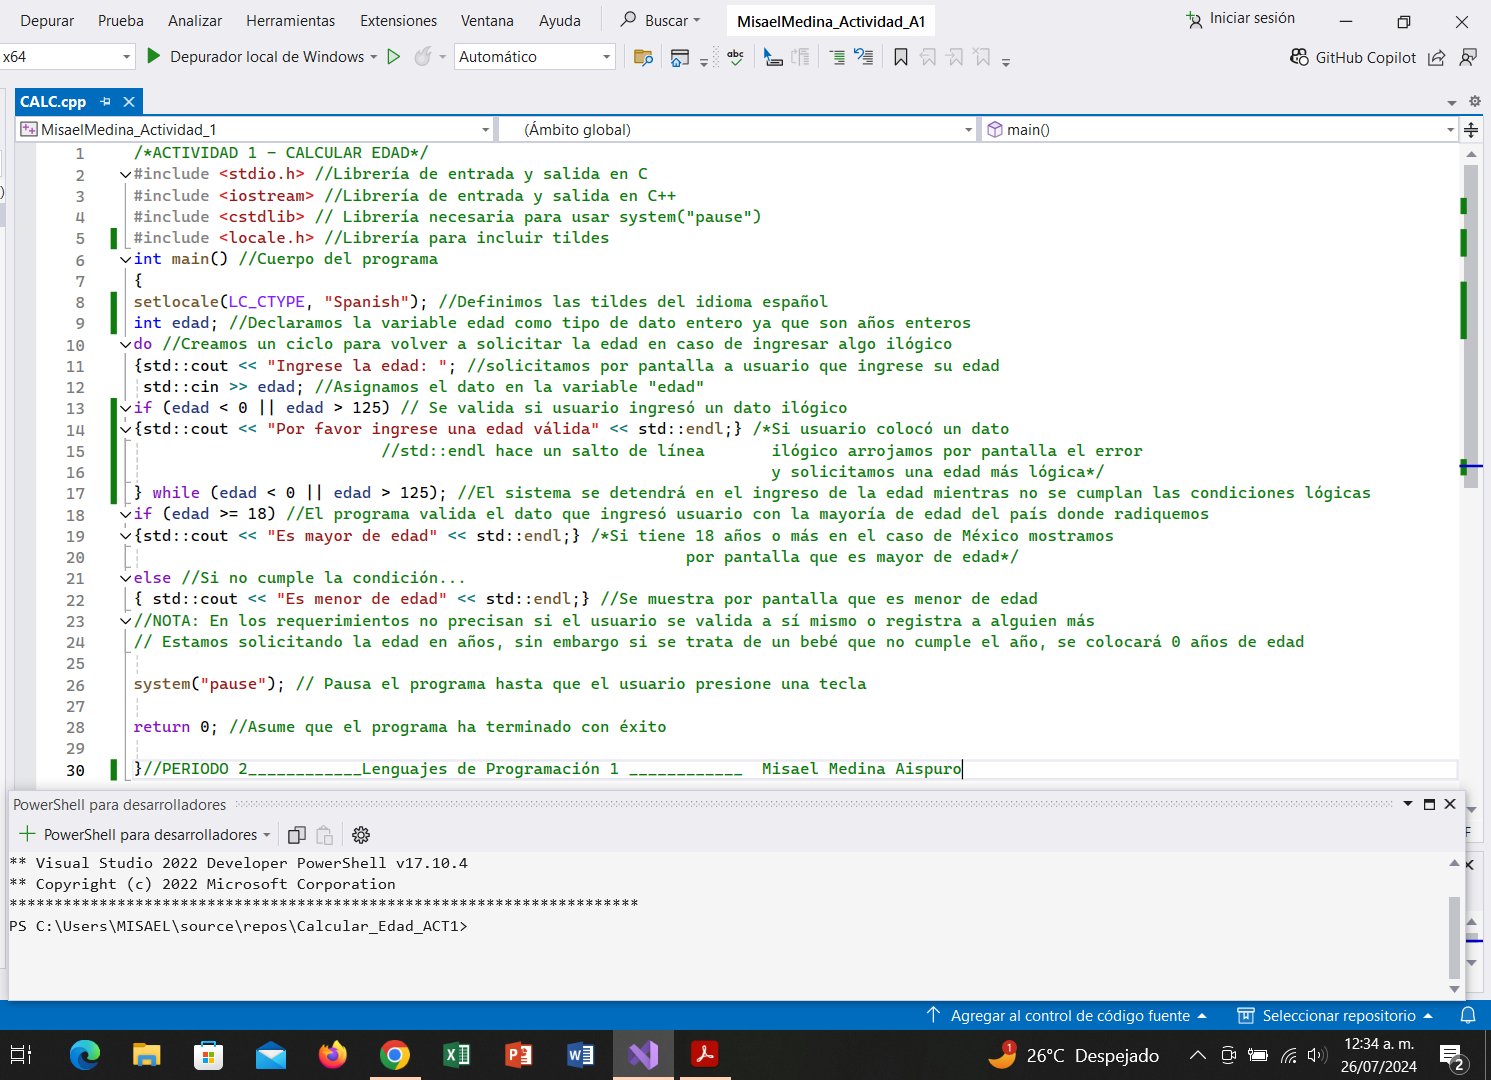 Depurar Prueba Analizar Herramientas Extensiones Ventana Ayuda Buscar MisaelMedina_Actividad_A1 Iniciar sesión
x64 Depurador local de Windows Automático abc GitHub Copilot
CALC.cpp
MisaelMedina_Actividad_1 (Ámbito global) main()
1 /*ACTIVIDAD 1 - CALCULAR EDAD*/
2 #include <stdio.h> //Librería de entrada y salida en C
3 #include <iostream> //Librería de entrada y salida en C++
4 #include <cstdlib> // Librería necesaria para usar system("pause")
5 #include <locale.h> //Librería para incluir tildes
6 int main() //Cuerpo del programa
7 {
8 setlocale(LC_CTYPE, "Spanish"); //Definimos las tildes del idioma español
9 int edad; //Declaramos la variable edad como tipo de dato entero ya que son años enteros
10 do //Creamos un ciclo para volver a solicitar la edad en caso de ingresar algo ilógico
11 {std::cout << "Ingrese la edad: "; //solicitamos por pantalla a usuario que ingrese su edad
12 std::cin >> edad; //Asignamos el dato en la variable "edad"
13 if (edad < 0 || edad > 125) // Se valida si usuario ingresó un dato ilógico
14 {std::cout << "Por favor ingrese una edad válida" << std::endl;} /*Si usuario colocó un dato
15 //std::endl hace un salto de línea ilógico arrojamos por pantalla el error
16 y solicitamos una edad más lógica*/
17 } while (edad < 0 || edad > 125); //El sistema se detendrá en el ingreso de la edad mientras no se cumplan las condiciones lógicas
18 if (edad >= 18) //El programa valida el dato que ingresó usuario con la mayoría de edad del país donde radiquemos
19 {std::cout << "Es mayor de edad" << std::endl;} /*Si tiene 18 años o más en el caso de México mostramos
20 por pantalla que es mayor de edad*/
21 else //Si no cumple la condición...
22 { std::cout << "Es menor de edad" << std::endl;} //Se muestra por pantalla que es menor de edad
23 //NOTA: En los requerimientos no precisan si el usuario se valida a sí mismo o registra a alguien más
24 // Estamos solicitando la edad en años, sin embargo si se trata de un bebé que no cumple el año, se colocará 0 años de edad
25
26 system("pause"); // Pausa el programa hasta que el usuario presione una tecla
27
28 return 0; //Asume que el programa ha terminado con éxito
29
30 }//PERIODO 2____________Lenguajes de Programación 1 ____________ Misael Medina Aispuro
PowerShell para desarrolladores
PowerShell para desarrolladores
** Visual Studio 2022 Developer PowerShell v17.10.4
** Copyright (c) 2022 Microsoft Corporation
**********************************************************************
PS C:\Users\MISAEL\source\repos\Calcular_Edad_ACT1>
Agregar al control de código fuente Seleccionar repositorio
1 26°C Despejado 12:34 a. m.
26/07/2024 2